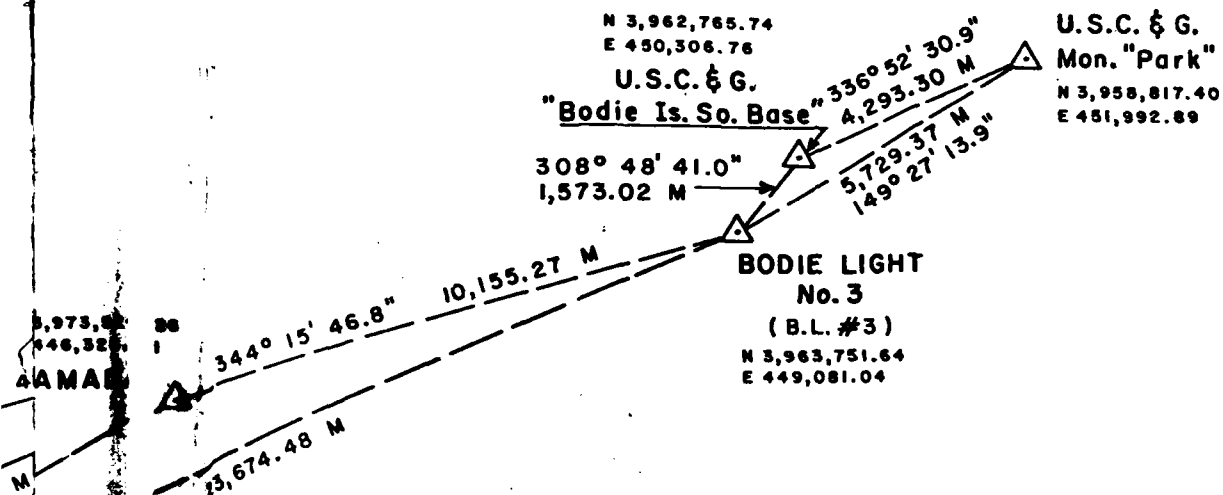 N 3,962,765.74
E 450,306.76
U.S.C. & G.
"Bodie Is. So. Base"
336° 52' 30.9"
4,293.30 M
U.S.C. & G.
Mon. "Park"
N 3,958,817.40
E 451,992.89
308° 48' 41.0"
1,573.02 M
5,729.37 M
149° 27' 13.9"
BODIE LIGHT
No. 3
(B.L. #3)
N 3,963,751.64
E 449,081.04
344° 15' 46.8" 10,155.27 M
23,674.48 M
M